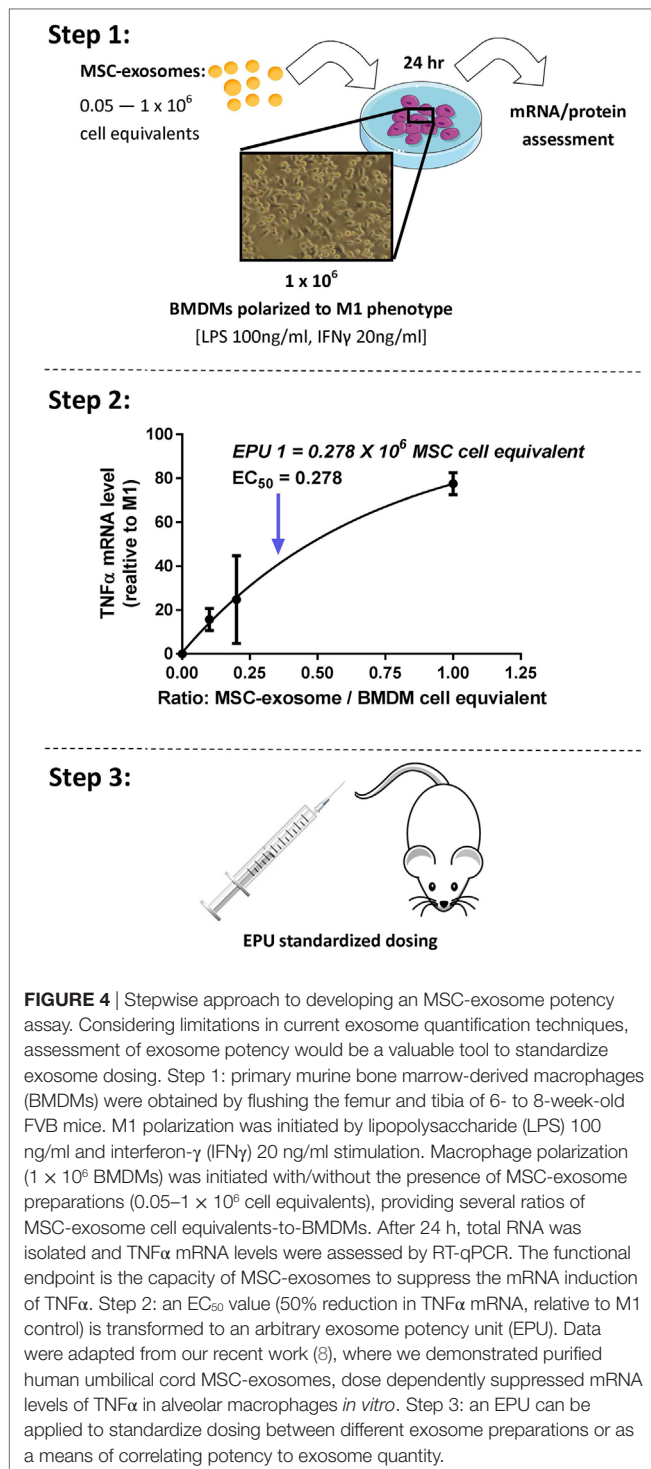 Step 1:
MSC-exosomes:
0.05 — 1 x 10⁶
cell equivalents
24 hr
mRNA/protein
assessment
1 x 10⁶
BMDMs polarized to M1 phenotype
[LPS 100ng/ml, IFNγ 20ng/ml]
Step 2:
TNFα mRNA level
(realtive to M1)
100
80
60
40
20
0
EPU 1 = 0.278 X 10⁶ MSC cell equivalent
EC₅₀ = 0.278
0.00 0.25 0.50 0.75 1.00 1.25
Ratio: MSC-exosome / BMDM cell equvialent
Step 3:
EPU standardized dosing
FIGURE 4 | Stepwise approach to developing an MSC-exosome potency
assay. Considering limitations in current exosome quantification techniques,
assessment of exosome potency would be a valuable tool to standardize
exosome dosing. Step 1: primary murine bone marrow-derived macrophages
(BMDMs) were obtained by flushing the femur and tibia of 6- to 8-week-old
FVB mice. M1 polarization was initiated by lipopolysaccharide (LPS) 100
ng/ml and interferon-γ (IFNγ) 20 ng/ml stimulation. Macrophage polarization
(1 × 10⁶ BMDMs) was initiated with/without the presence of MSC-exosome
preparations (0.05–1 × 10⁶ cell equivalents), providing several ratios of
MSC-exosome cell equivalents-to-BMDMs. After 24 h, total RNA was
isolated and TNFα mRNA levels were assessed by RT-qPCR. The functional
endpoint is the capacity of MSC-exosomes to suppress the mRNA induction
of TNFα. Step 2: an EC₅₀ value (50% reduction in TNFα mRNA, relative to M1
control) is transformed to an arbitrary exosome potency unit (EPU). Data
were adapted from our recent work (8), where we demonstrated purified
human umbilical cord MSC-exosomes, dose dependently suppressed mRNA
levels of TNFα in alveolar macrophages in vitro. Step 3: an EPU can be
applied to standardize dosing between different exosome preparations or as
a means of correlating potency to exosome quantity.